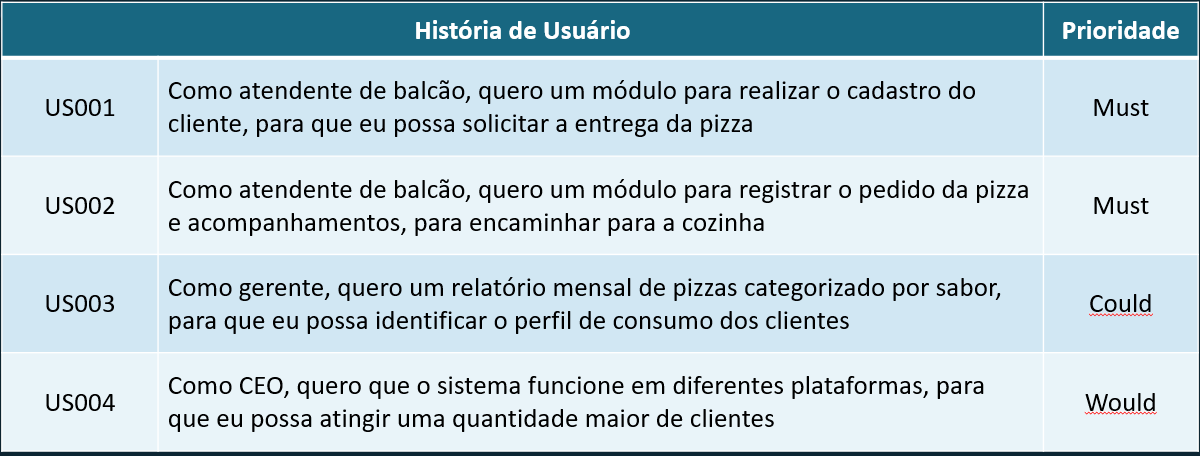 História de Usuário Prioridade
US001
Como atendente de balcão, quero um módulo para realizar o cadastro do
cliente, para que eu possa solicitar a entrega da pizza
Must
US002
Como atendente de balcão, quero um módulo para registrar o pedido da pizza
e acompanhamentos, para encaminhar para a cozinha
Must
US003
Como gerente, quero um relatório mensal de pizzas categorizado por sabor,
para que eu possa identificar o perfil de consumo dos clientes
Could
US004
Como CEO, quero que o sistema funcione em diferentes plataformas, para
que eu possa atingir uma quantidade maior de clientes
Would